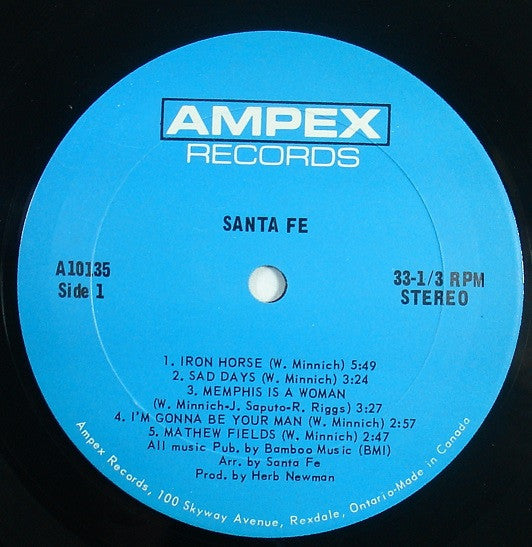 AMPEX
RECORDS
SANTA FE
A10135
Side 1
33-1/3 RPM
STEREO
1. IRON HORSE (W. Minnich) 5:49
2. SAD DAYS (W. Minnich) 3:24
3. MEMPHIS IS A WOMAN
(W. Minnich-J. Saputo-R. Riggs) 3:27
4. I'M GONNA BE YOUR MAN (W. Minnich) 2:57
5. MATHEW FIELDS (W. Minnich) 2:47
All music Pub. by Bamboo Music (BMI)
Arr. by Santa Fe
Prod. by Herb Newman
Ampex Records, 100 Skyway Avenue, Rexdale, Ontario-Made in Canada